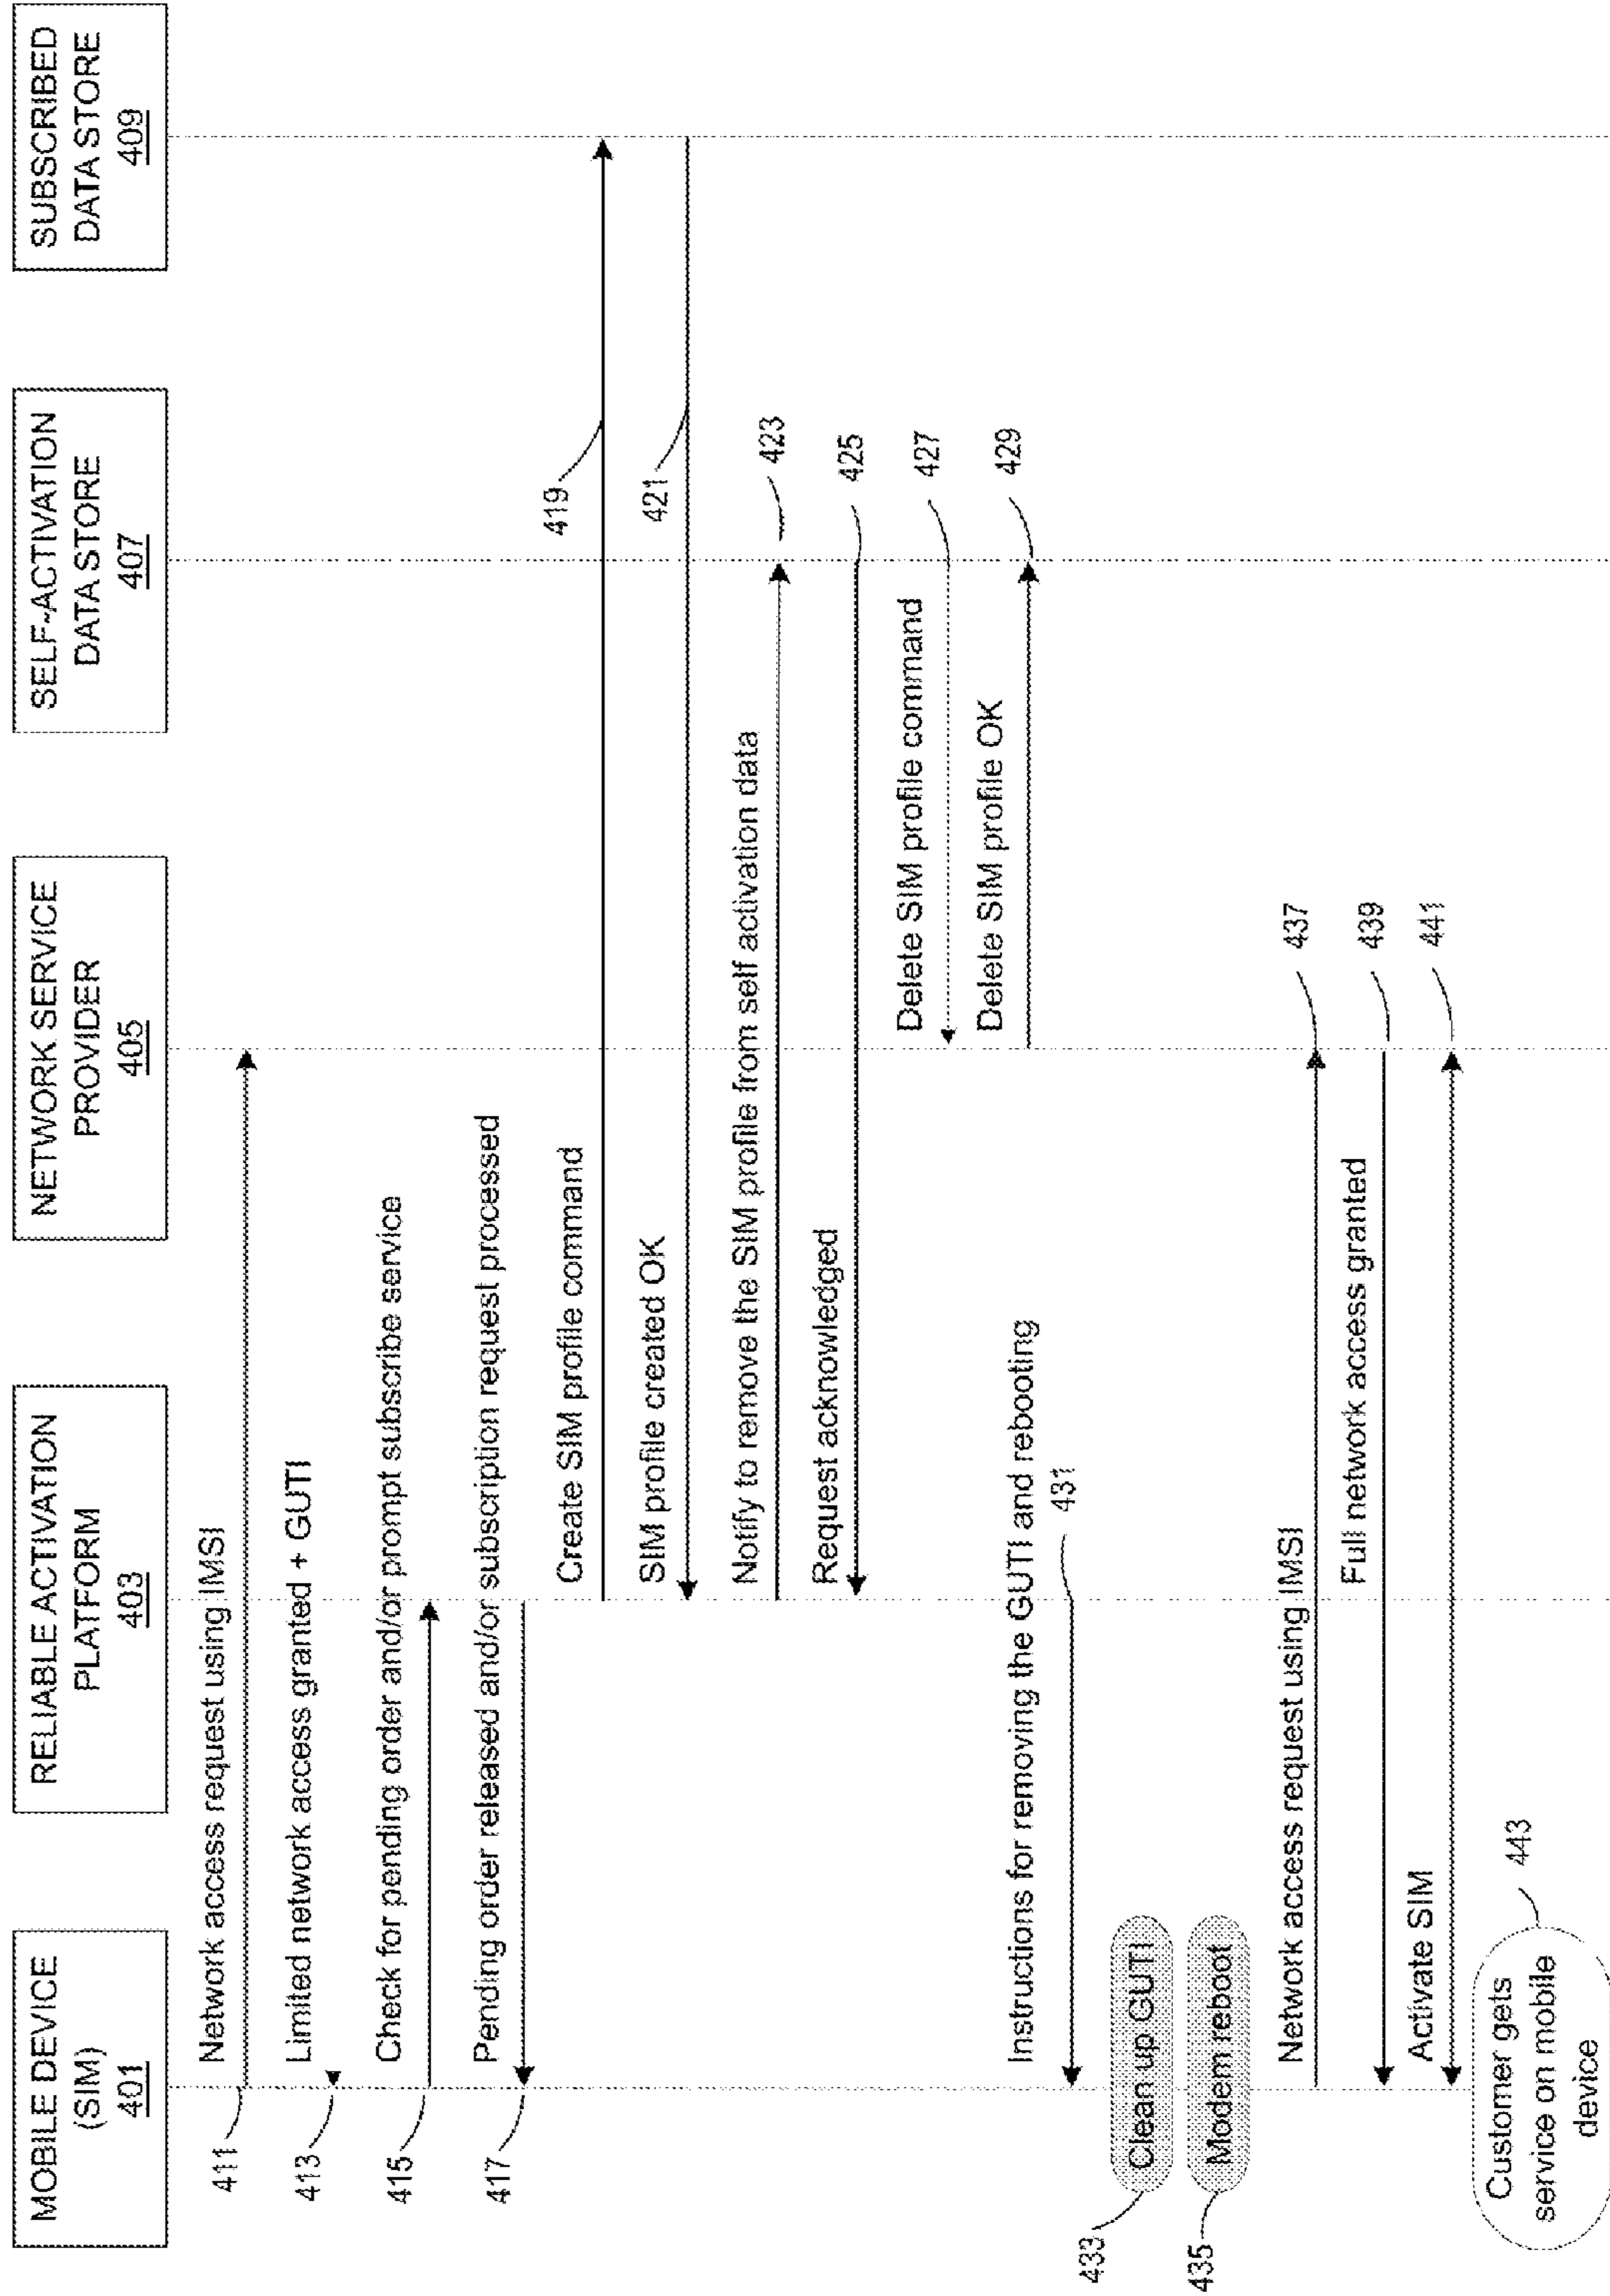 MOBILE DEVICE
(SIM)
401
RELIABLE ACTIVATION
PLATFORM
403
NETWORK SERVICE
PROVIDER
405
SELF-ACTIVATION
DATA STORE
407
SUBSCRIBED
DATA STORE
409
411
Network access request using IMSI
413
Limited network access granted + GUTI
415
Check for pending order and/or prompt subscribe service
417
Pending order released and/or subscription request processed
Create SIM profile command
419
SIM profile created OK
421
Notify to remove the SIM profile from self activation data
423
Request acknowledged
425
Delete SIM profile command
427
Delete SIM profile OK
429
Instructions for removing the GUTI and rebooting
431
433
Clean up GUTI
435
Modem reboot
Network access request using IMSI
437
Full network access granted
439
Activate SIM
441
Customer gets
service on mobile
device
443